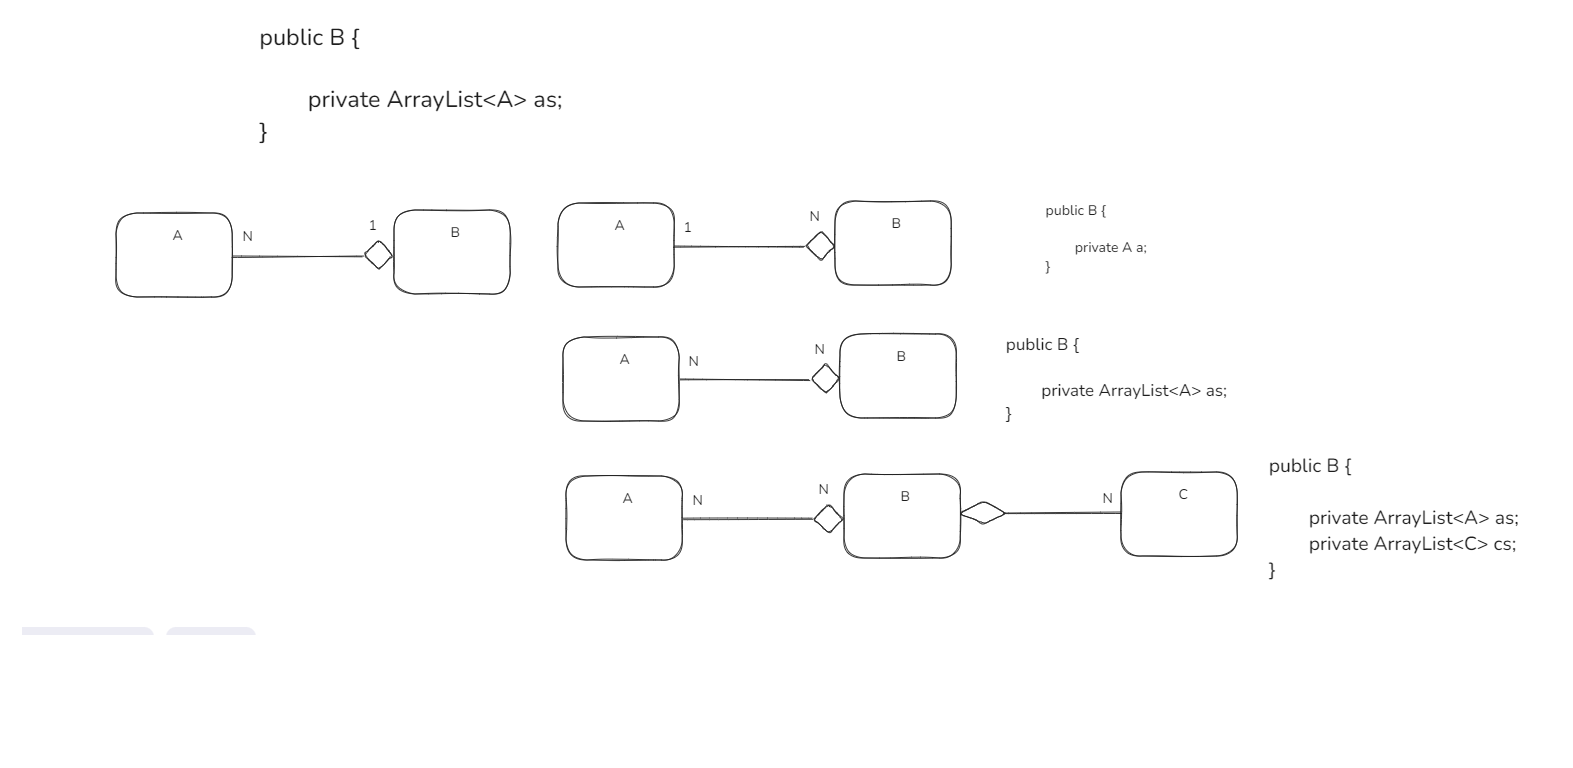 public B {
private ArrayList<A> as;
}
A
N
1
B
A
1
N
B
public B {
private A a;
}
A
N
N
B
public B {
private ArrayList<A> as;
}
A
N
N
B
N
C
public B {
private ArrayList<A> as;
private ArrayList<C> cs;
}